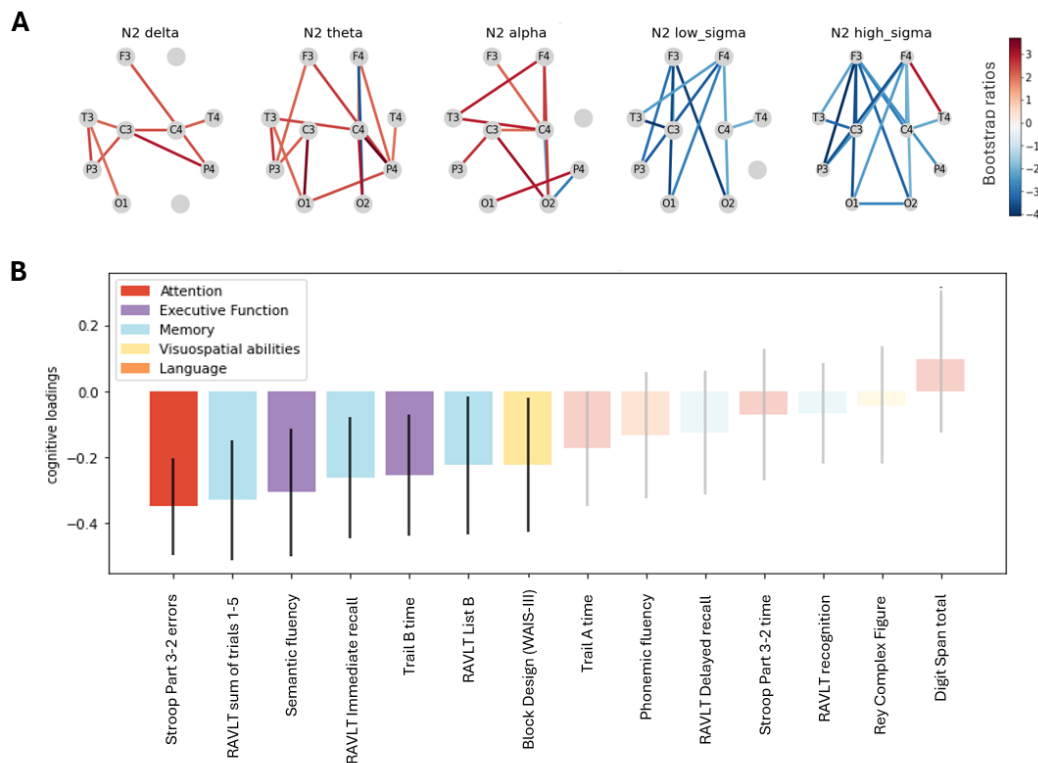 A
N2 delta
N2 theta
N2 alpha
N2 low_sigma
N2 high_sigma
F3
T3
C3
C4
T4
P3
P4
O1
F3
F4
T3
C3
C4
T4
P3
P4
O1
O2
F3
F4
T3
C3
C4
P3
P4
O1
O2
F3
F4
T3
C3
C4
T4
P3
O1
O2
F3
F4
T3
C3
C4
T4
P3
P4
O1
O2
3
2
1
0
−1
−2
−3
−4
Bootstrap ratios
B
Attention
Executive Function
Memory
Visuospatial abilities
Language
cognitive loadings
0.2
0.0
−0.2
−0.4
Stroop Part 3-2 errors
RAVLT sum of trials 1-5
Semantic fluency
RAVLT Immediate recall
Trail B time
RAVLT List B
Block Design (WAIS-III)
Trail A time
Phonemic fluency
RAVLT Delayed recall
Stroop Part 3-2 time
RAVLT recognition
Rey Complex Figure
Digit Span total